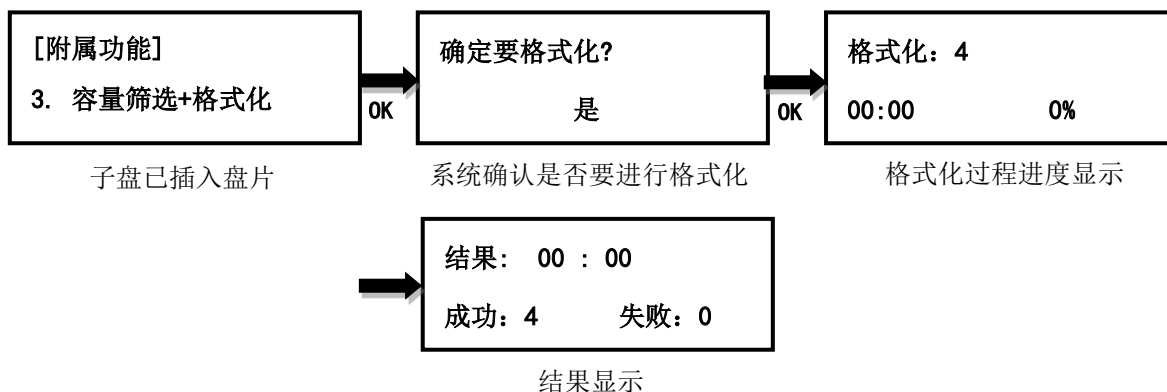 [附属功能]
3. 容量筛选+格式化
OK
确定要格式化?
是
OK
格式化：4
00:00 0%
子盘已插入盘片
系统确认是否要进行格式化
格式化过程进度显示
结果： 00 : 00
成功：4 失败：0
结果显示